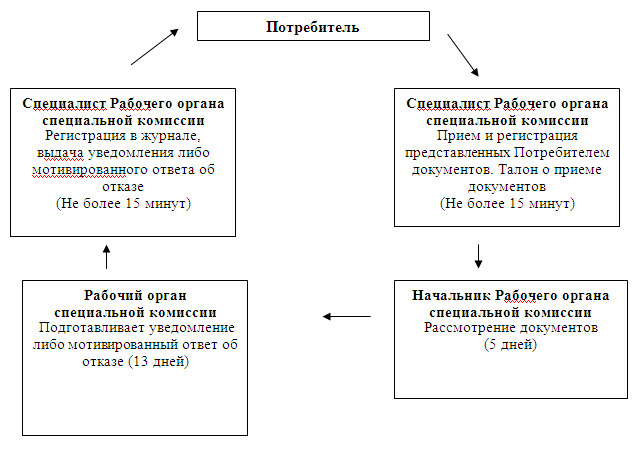 Потребитель
Специалист Рабочего органа
специальной комиссии
Регистрация в журнале,
выдача уведомления либо
мотивированного ответа об
отказе
(Не более 15 минут)
Специалист Рабочего органа
специальной комиссии
Прием и регистрация
представленных Потребителем
документов. Талон о приеме
документов
(Не более 15 минут)
Рабочий орган
специальной комиссии
Подготавливает уведомление
либо мотивированный ответ об
отказе (13 дней)
Начальник Рабочего органа
специальной комиссии
Рассмотрение документов
(5 дней)